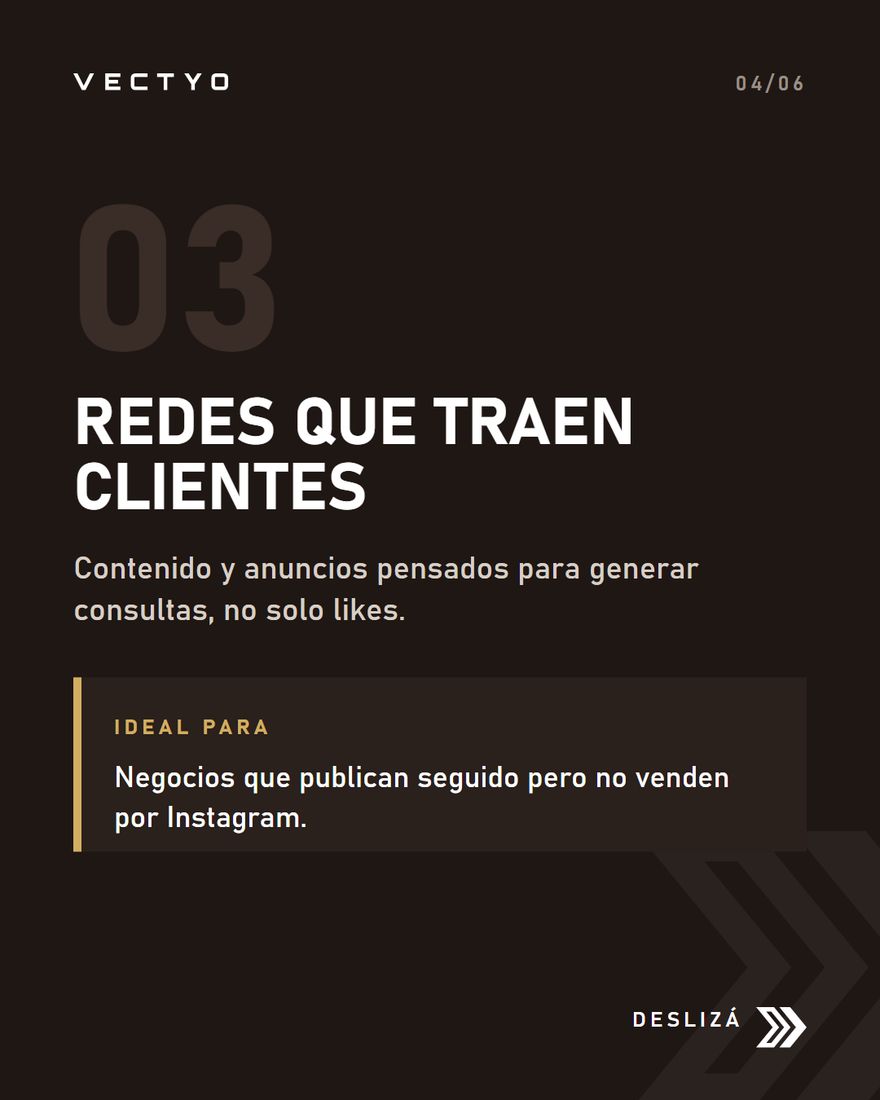 VECTYO
04/06
03
REDES QUE TRAEN
CLIENTES
Contenido y anuncios pensados para generar
consultas, no solo likes.
IDEAL PARA
Negocios que publican seguido pero no venden
por Instagram.
DESLIZÁ